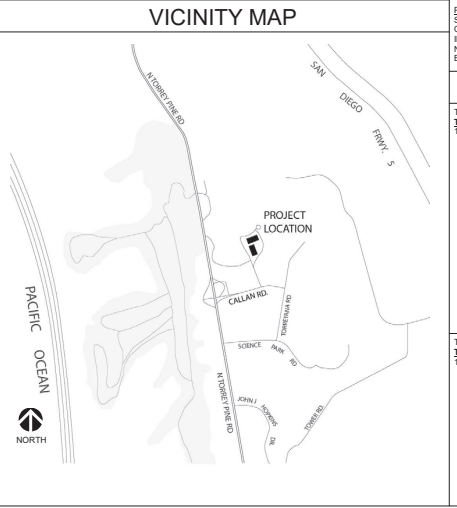 VICINITY MAP
N TORREY PINE RD
SAN DIEGO FRWY. 5
PROJECT
LOCATION
CALLAN RD.
TORREYANA RD
PACIFIC OCEAN
SCIENCE PARK RD
N TORREY PINE RD
JOHN J HOPKINS DR.
TOWER RD.
NORTH